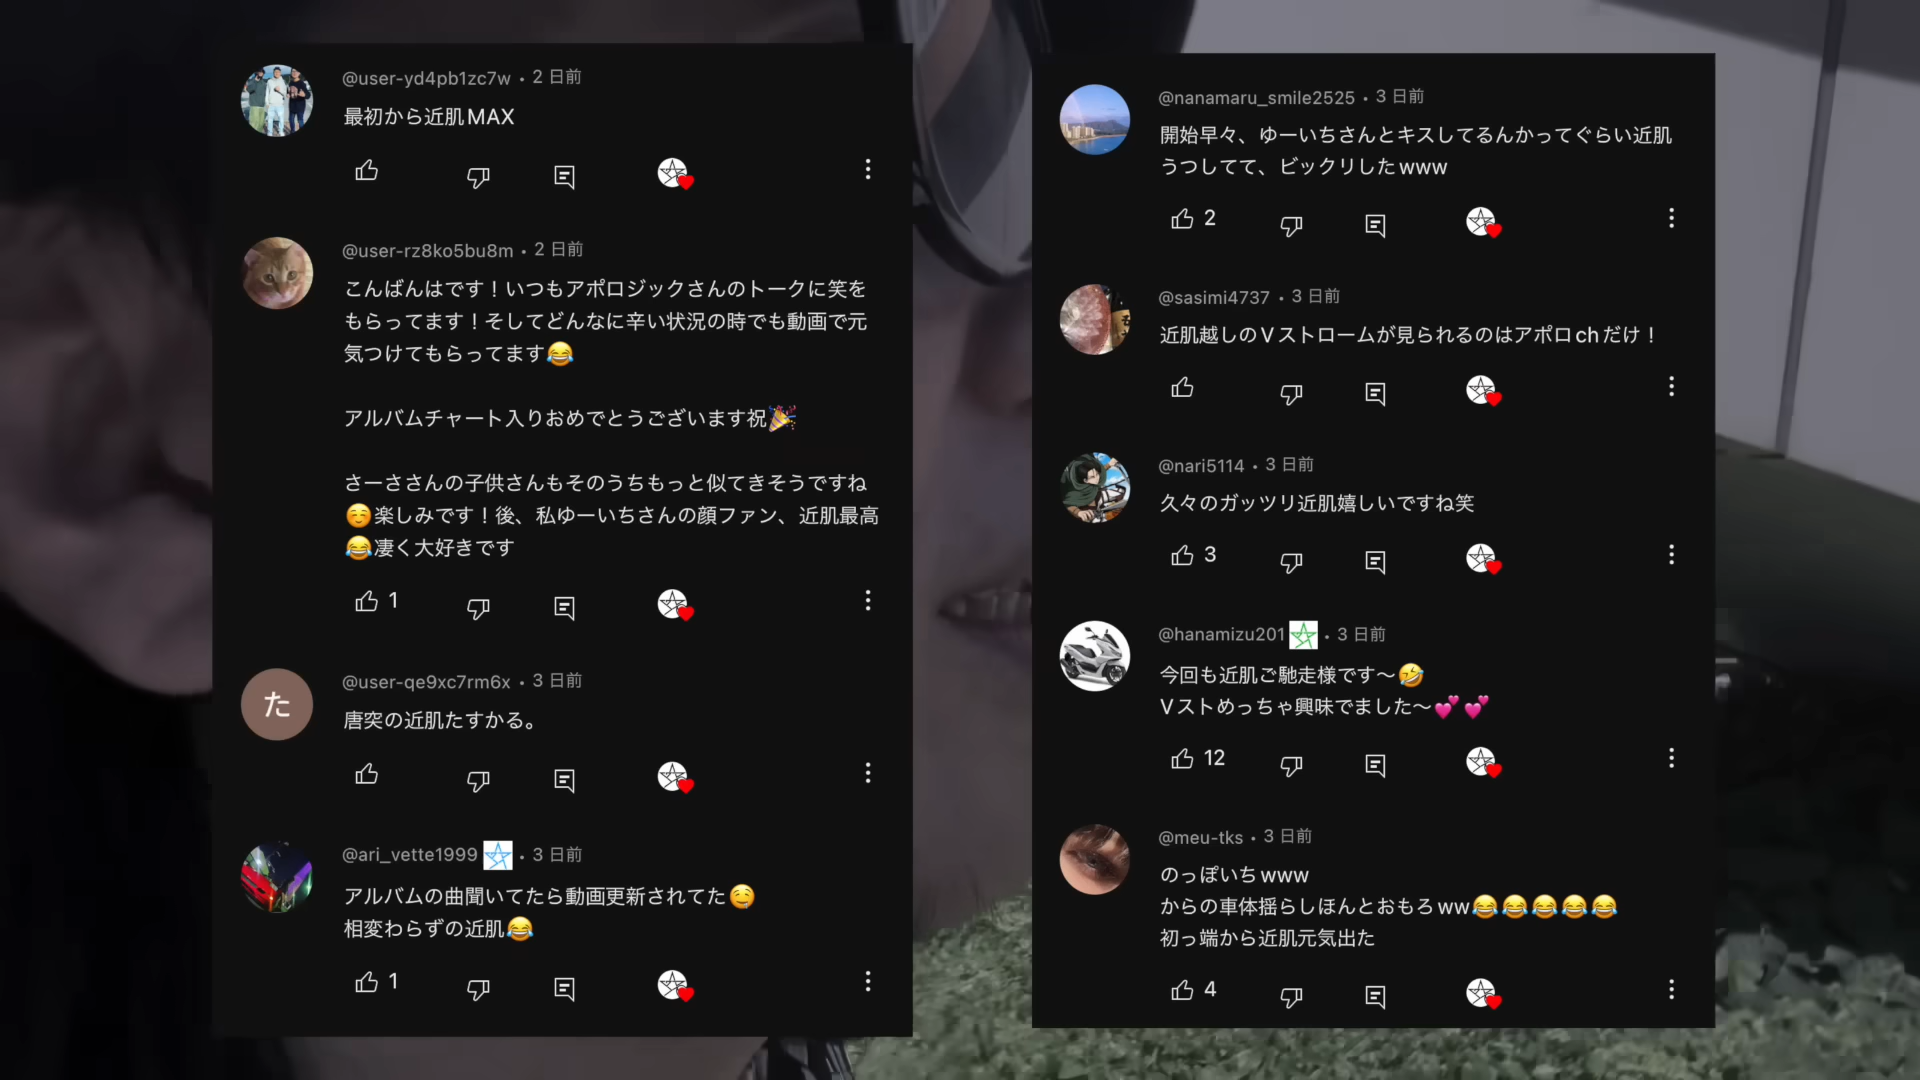 @user-yd4pb1zc7w・2 日前
最初から近肌MAX
@user-rz8ko5bu8m・2 日前
こんばんはです！いつもアポロジックさんのトークに笑を
もらってます！そしてどんなに辛い状況の時でも動画で元
気つけてもらってます😂
アルバムチャート入りおめでとうございます祝🎉
さーささんの子供さんもそのうちもっと似てきそうですね
☺️楽しみです！後、私ゆーいちさんの顔ファン、近肌最高
😂凄く大好きです
1
た
@user-qe9xc7rm6x・3 日前
唐突の近肌たすかる。
@ari_vette1999・3 日前
アルバムの曲聞いてたら動画更新されてた🤤
相変わらずの近肌😂
1
@nanamaru_smile2525・3 日前
開始早々、ゆーいちさんとキスしてるんかってぐらい近肌
うつしてて、ビックリしたwww
2
@sasimi4737・3 日前
近肌越しのVストロームが見られるのはアポロchだけ！
@nari5114・3 日前
久々のガッツリ近肌嬉しいですね笑
3
@hanamizu201・3 日前
今回も近肌ご馳走様です〜🤣
Vストめっちゃ興味でました〜💕💕
12
@meu-tks・3 日前
のっぽいちwww
からの車体揺らしほんとおもろww😂😂😂😂😂
初っ端から近肌元気出た
4